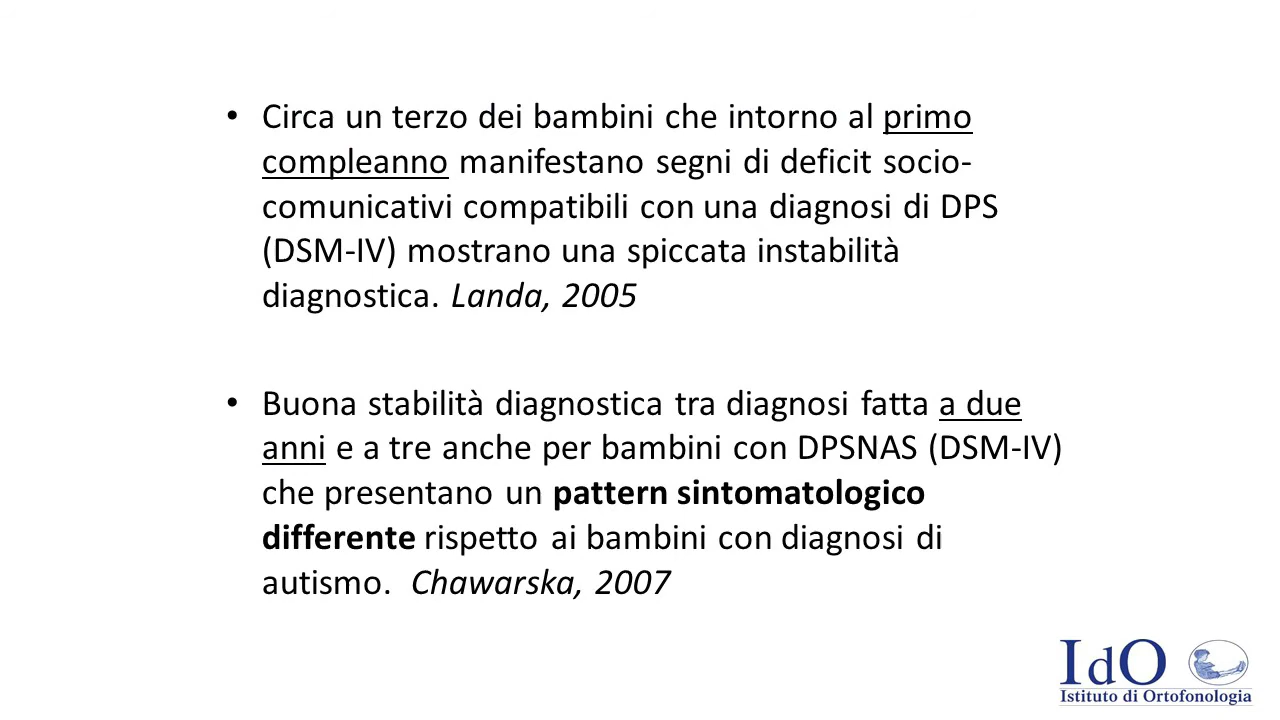 • Circa un terzo dei bambini che intorno al primo
compleanno manifestano segni di deficit socio-
comunicativi compatibili con una diagnosi di DPS
(DSM-IV) mostrano una spiccata instabilità
diagnostica. Landa, 2005
• Buona stabilità diagnostica tra diagnosi fatta a due
anni e a tre anche per bambini con DPSNAS (DSM-IV)
che presentano un pattern sintomatologico
differente rispetto ai bambini con diagnosi di
autismo. Chawarska, 2007
IdO
Istituto di Ortofonologia